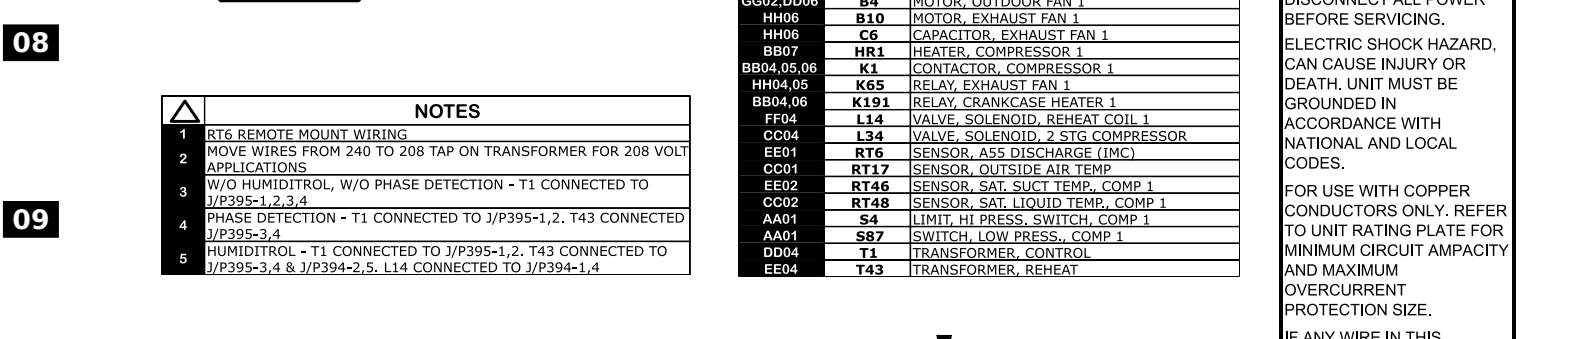 08
09
NOTES
1 RT6 REMOTE MOUNT WIRING
2 MOVE WIRES FROM 240 TO 208 TAP ON TRANSFORMER FOR 208 VOLT
APPLICATIONS
3 W/O HUMIDITROL, W/O PHASE DETECTION - T1 CONNECTED TO
J/P395-1,2,3,4
4 PHASE DETECTION - T1 CONNECTED TO J/P395-1,2. T43 CONNECTED
J/P395-3,4
5 HUMIDITROL - T1 CONNECTED TO J/P395-1,2. T43 CONNECTED TO
J/P395-3,4 & J/P394-2,5. L14 CONNECTED TO J/P394-1,4
GG02,DD06 B4 MOTOR, OUTDOOR FAN 1
HH06 B10 MOTOR, EXHAUST FAN 1
HH06 C6 CAPACITOR, EXHAUST FAN 1
BB07 HR1 HEATER, COMPRESSOR 1
BB04,05,06 K1 CONTACTOR, COMPRESSOR 1
HH04,05 K65 RELAY, EXHAUST FAN 1
BB04,06 K191 RELAY, CRANKCASE HEATER 1
FF04 L14 VALVE, SOLENOID, REHEAT COIL 1
CC04 L34 VALVE, SOLENOID, 2 STG COMPRESSOR
EE01 RT6 SENSOR, A55 DISCHARGE (IMC)
CC01 RT17 SENSOR, OUTSIDE AIR TEMP
EE02 RT46 SENSOR, SAT. SUCT TEMP., COMP 1
CC02 RT48 SENSOR, SAT. LIQUID TEMP., COMP 1
AA01 S4 LIMIT, HI PRESS. SWITCH, COMP 1
AA01 S87 SWITCH, LOW PRESS., COMP 1
DD04 T1 TRANSFORMER, CONTROL
EE04 T43 TRANSFORMER, REHEAT
DISCONNECT ALL POWER
BEFORE SERVICING.
ELECTRIC SHOCK HAZARD,
CAN CAUSE INJURY OR
DEATH. UNIT MUST BE
GROUNDED IN
ACCORDANCE WITH
NATIONAL AND LOCAL
CODES.
FOR USE WITH COPPER
CONDUCTORS ONLY. REFER
TO UNIT RATING PLATE FOR
MINIMUM CIRCUIT AMPACITY
AND MAXIMUM
OVERCURRENT
PROTECTION SIZE.
IF ANY WIRE IN THIS